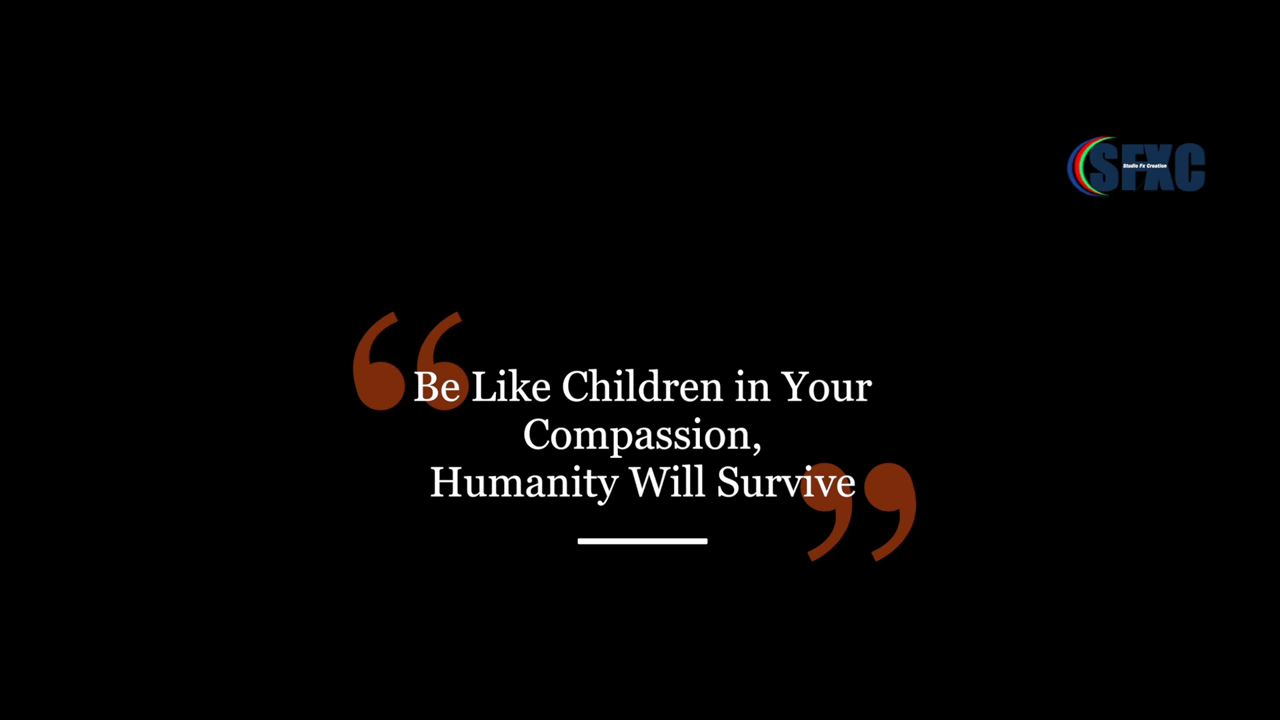 SFXC
Studio Fx Creation
Be Like Children in Your
Compassion,
Humanity Will Survive